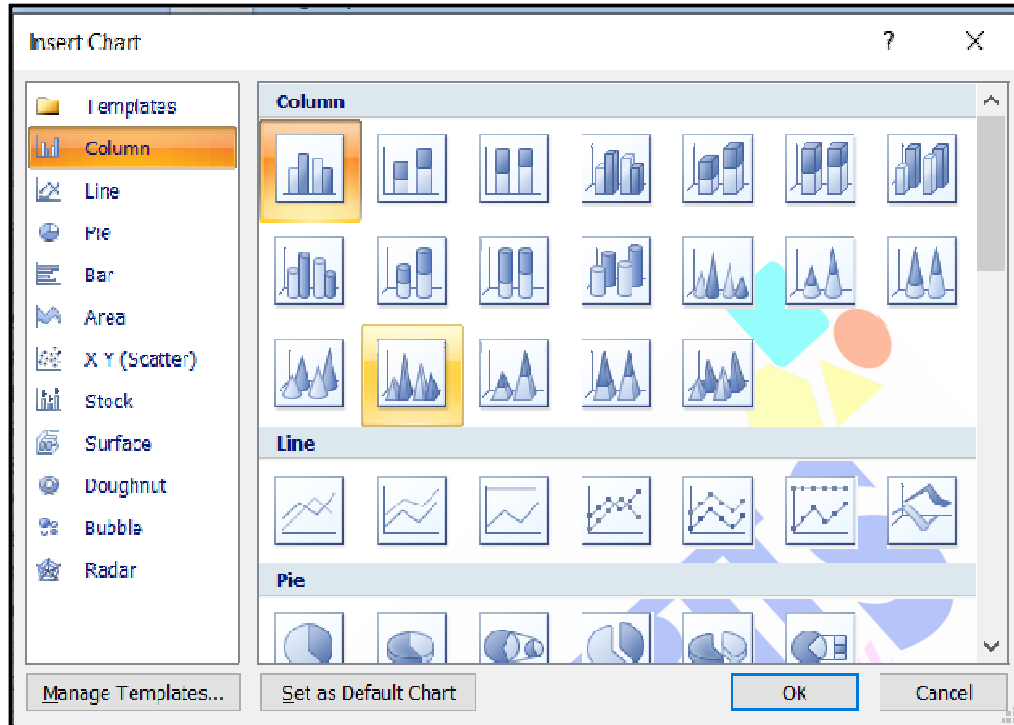 Insert Chart
?
Templates
Column
Line
Pie
Bar
Area
X Y (Scatter)
Stock
Surface
Doughnut
Bubble
Radar
Column
Line
Pie
Manage Templates...
Set as Default Chart
OK
Cancel